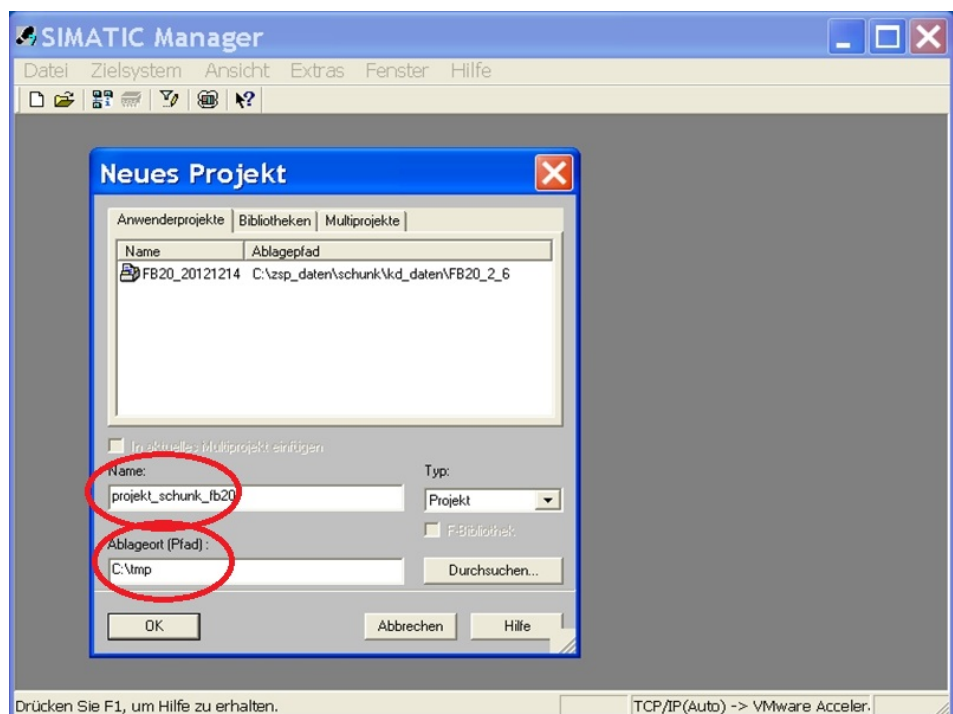 SIMATIC Manager
Datei Zielsystem Ansicht Extras Fenster Hilfe
Neues Projekt
Anwenderprojekte Bibliotheken Multiprojekte
Name Ablagepfad
FB20_20121214 C:\zsp_daten\schunk\kd_daten\FB20_2_6
In aktuelles Multiprojekt einfügen
Name: Typ:
projekt_schunk_fb20 Projekt
F-Bibliothek
Ablageort (Pfad) :
C:\tmp Durchsuchen...
OK Abbrechen Hilfe
Drücken Sie F1, um Hilfe zu erhalten. TCP/IP(Auto) -> VMware Acceler.